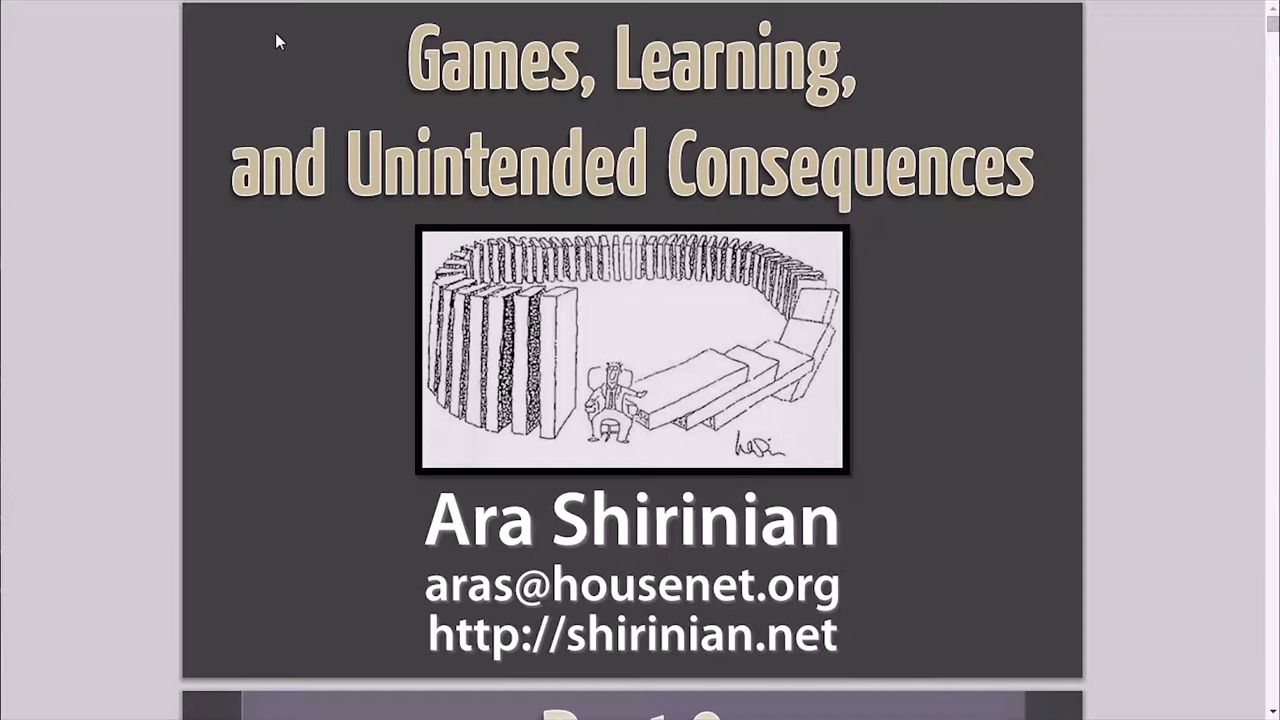 Games, Learning,
and Unintended Consequences
Ara Shirinian
aras@housenet.org
http://shirinian.net